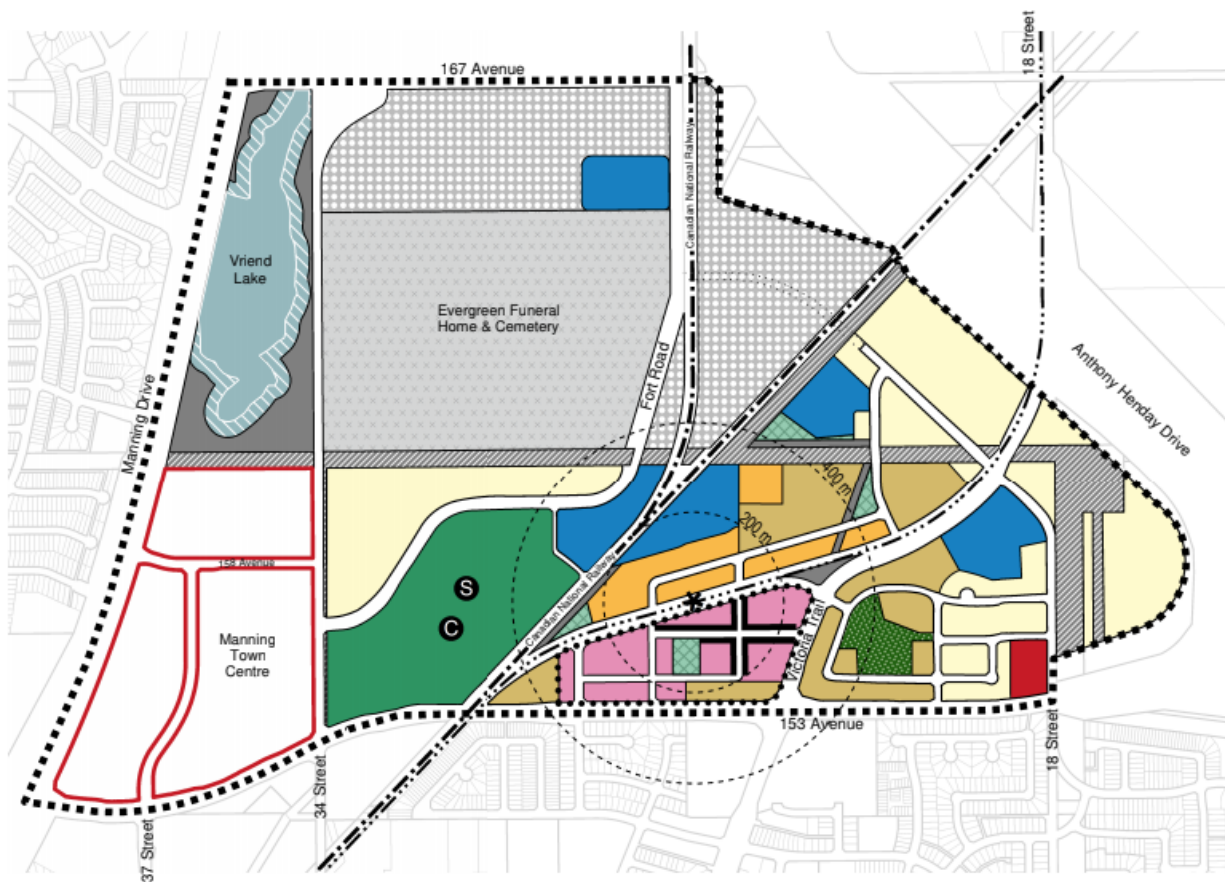 167 Avenue
18 Street
Canadian National Railway
Vriend
Lake
Evergreen Funeral
Home & Cemetery
Fort Road
Anthony Henday Drive
Manning Drive
400 m
200 m
158 Avenue
S
C
Canadian National Railway
Manning
Town
Centre
Victoria Trail
153 Avenue
34 Street
18 Street
37 Street